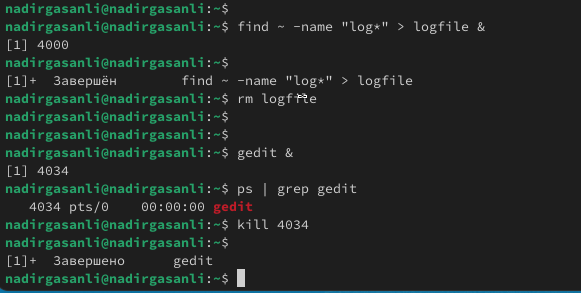 nadirgasanli@nadirgasanli:~$
nadirgasanli@nadirgasanli:~$ find ~ -name "log*" > logfile &
[1] 4000
nadirgasanli@nadirgasanli:~$
[1]+  Завершён        find ~ -name "log*" > logfile
nadirgasanli@nadirgasanli:~$ rm logfile
nadirgasanli@nadirgasanli:~$
nadirgasanli@nadirgasanli:~$
nadirgasanli@nadirgasanli:~$ gedit &
[1] 4034
nadirgasanli@nadirgasanli:~$ ps | grep gedit
   4034 pts/0    00:00:00 gedit
nadirgasanli@nadirgasanli:~$ kill 4034
nadirgasanli@nadirgasanli:~$
[1]+  Завершено      gedit
nadirgasanli@nadirgasanli:~$